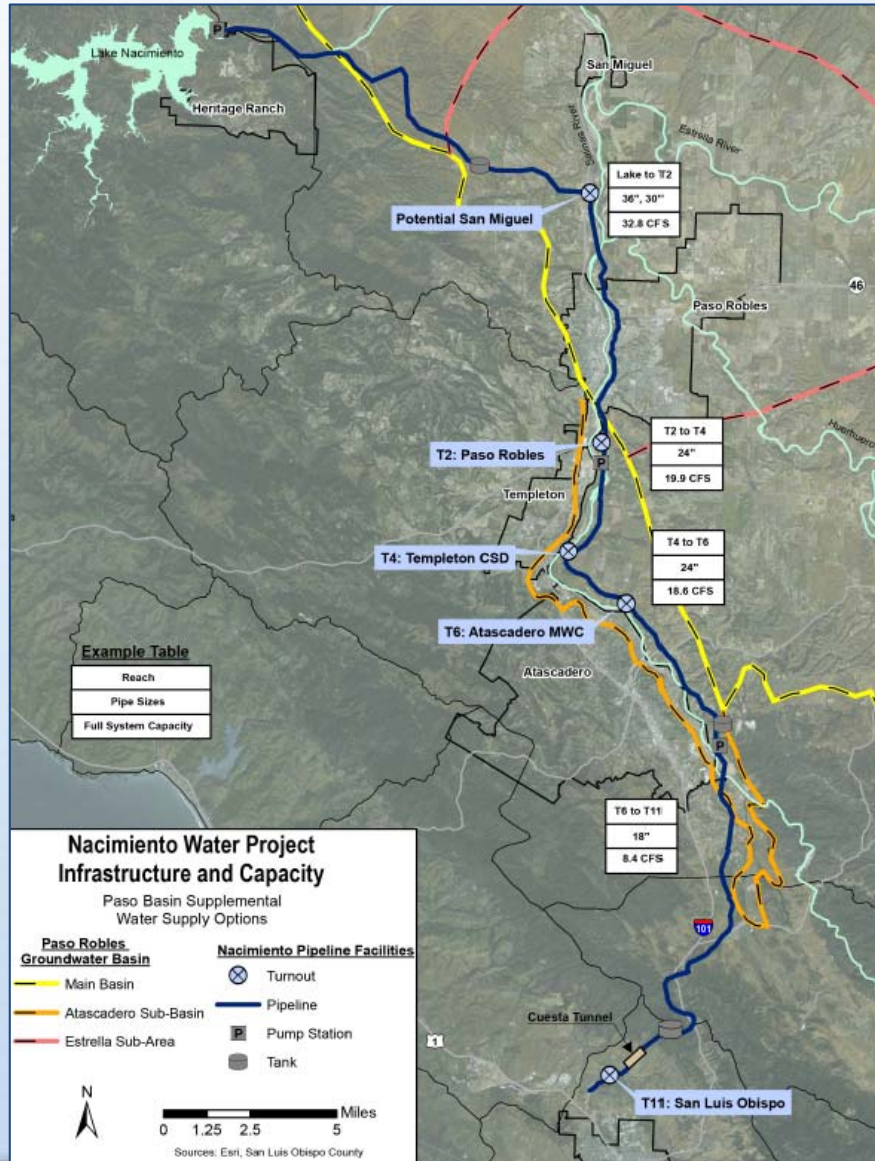 Lake Nacimiento
P
Heritage Ranch
San Miguel
Estrella River
Salinas River
Lake to T2
36", 30"'
32.8 CFS
Potential San Miguel
46
Paso Robles
Huerhuero
T2: Paso Robles
P
T2 to T4
24"
19.9 CFS
Templeton
T4: Templeton CSD
T4 to T6
24"
18.6 CFS
T6: Atascadero MWC
Atascadero
Example Table
Reach
Pipe Sizes
Full System Capacity
P
T6 to T11
18"
8.4 CFS
101
Cuesta Tunnel
1
T11: San Luis Obispo
Nacimiento Water Project
Infrastructure and Capacity
Paso Basin Supplemental
Water Supply Options
Paso Robles
Groundwater Basin
Main Basin
Atascadero Sub-Basin
Estrella Sub-Area
Nacimiento Pipeline Facilities
Turnout
Pipeline
P Pump Station
Tank
N
Miles
0 1.25 2.5 5
Sources: Esri, San Luis Obispo County